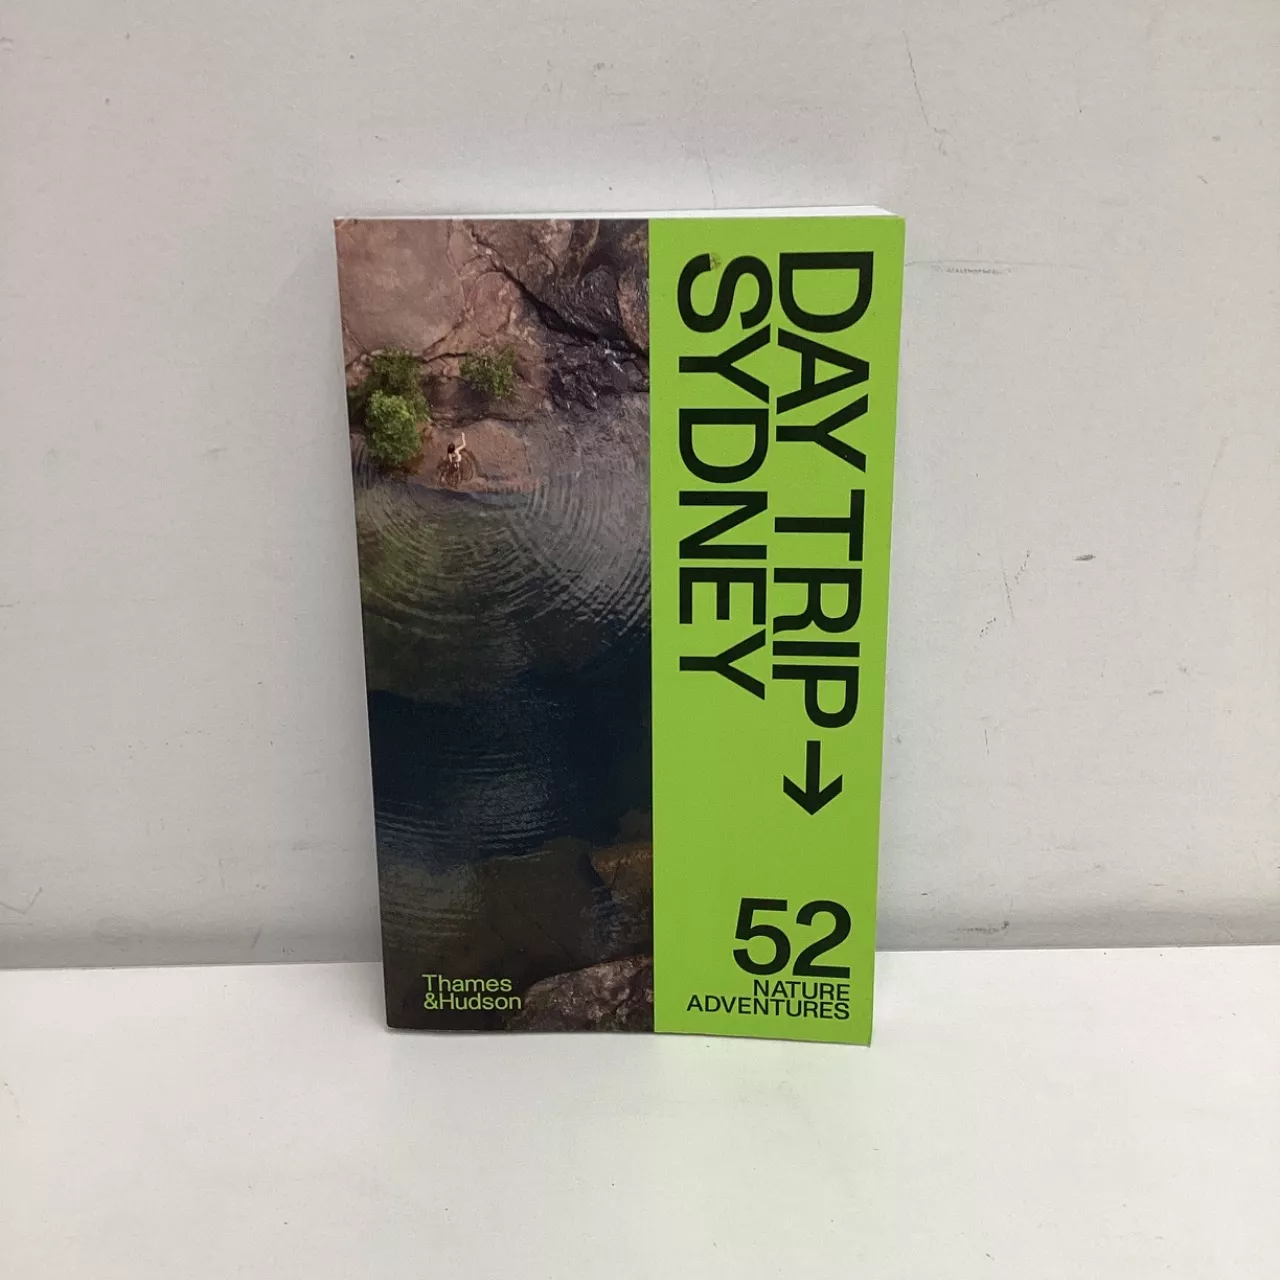 DAY TRIP →
SYDNEY
52
NATURE
ADVENTURES
Thames
&Hudson